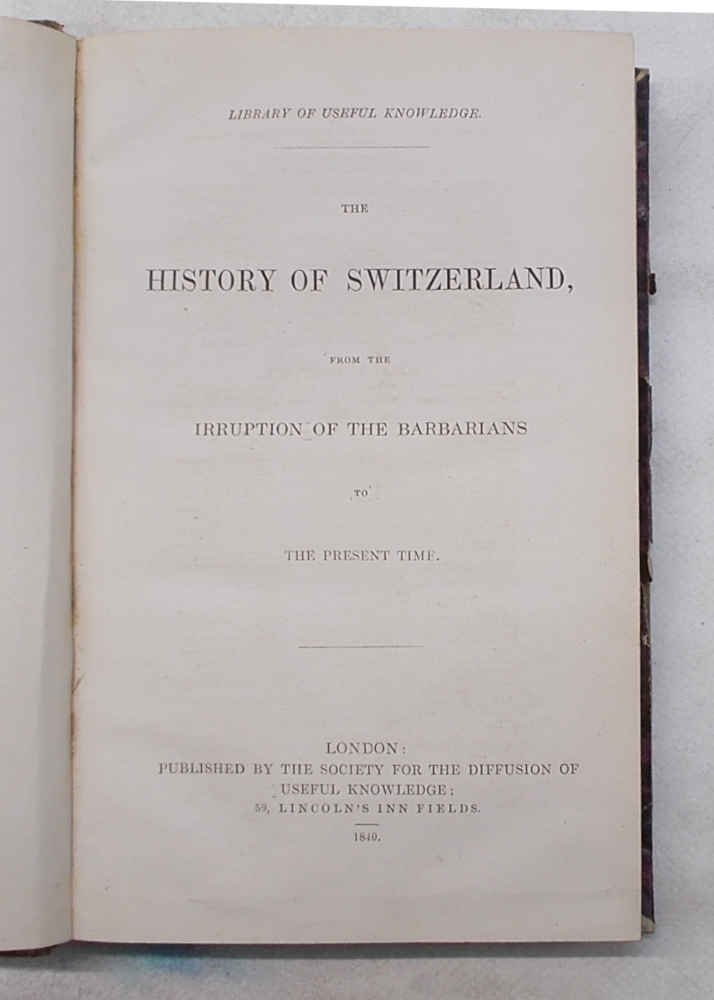 LIBRARY OF USEFUL KNOWLEDGE.
THE
HISTORY OF SWITZERLAND,
FROM THE
IRRUPTION OF THE BARBARIANS
TO
THE PRESENT TIME.
LONDON:
PUBLISHED BY THE SOCIETY FOR THE DIFFUSION OF
USEFUL KNOWLEDGE;
59, LINCOLN'S INN FIELDS.
1840.